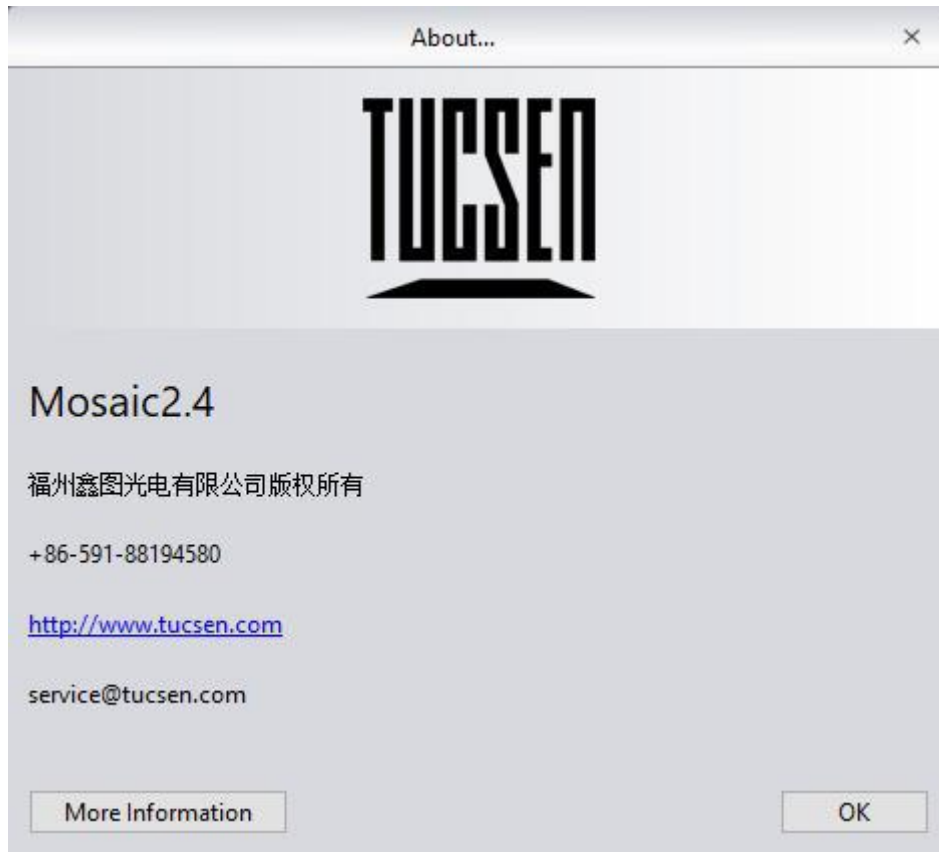 About...
TUCSEN
Mosaic2.4
福州鑫图光电有限公司版权所有
+86-591-88194580
http://www.tucsen.com
service@tucsen.com
More Information
OK